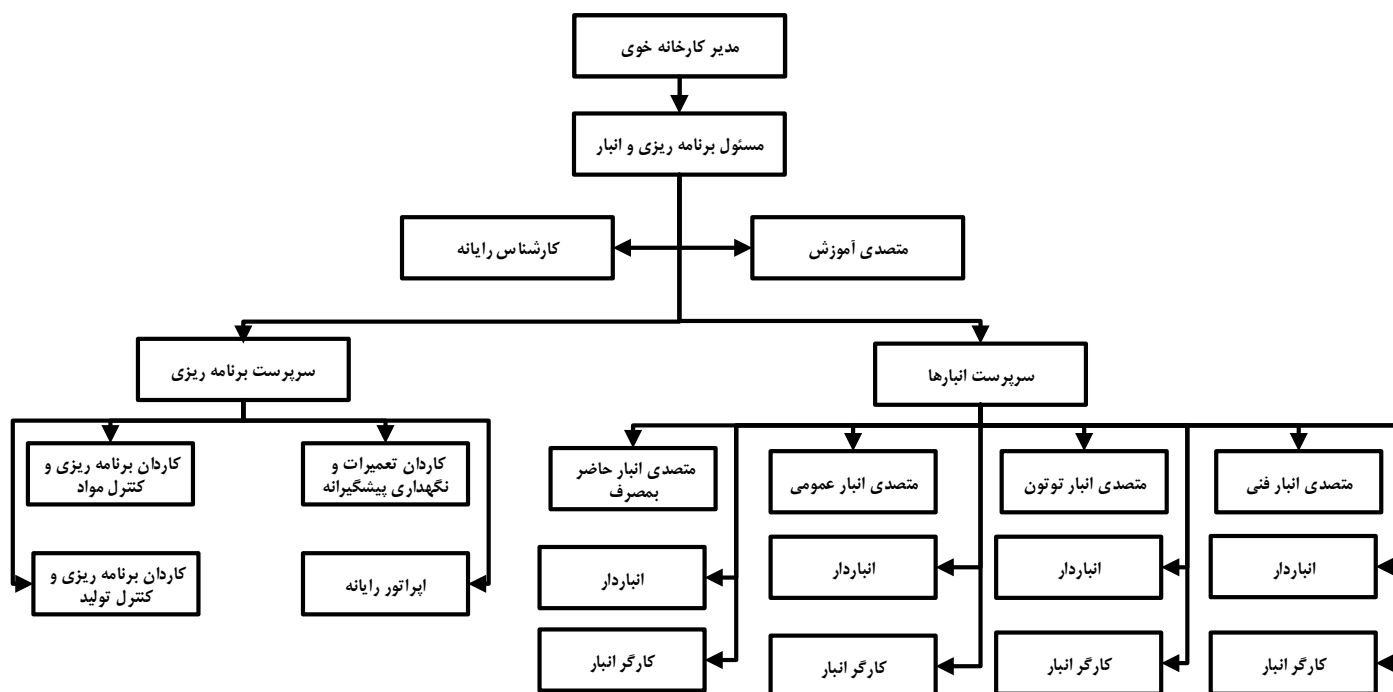 مدیر کارخانه خوی
مسئول برنامه ریزی و انبار
متصدی آموزش
کارشناس رایانه
سرپرست انبارها
سرپرست برنامه ریزی
متصدی انبار فنی
متصدی انبار توتون
متصدی انبار عمومی
متصدی انبار حاضر
بمصرف
کاردان تعمیرات و
نگهداری پیشگیرانه
کاردان برنامه ریزی و
کنترل مواد
انباردار
انباردار
انباردار
انباردار
اپراتور رایانه
کاردان برنامه ریزی و
کنترل تولید
کارگر انبار
کارگر انبار
کارگر انبار
کارگر انبار